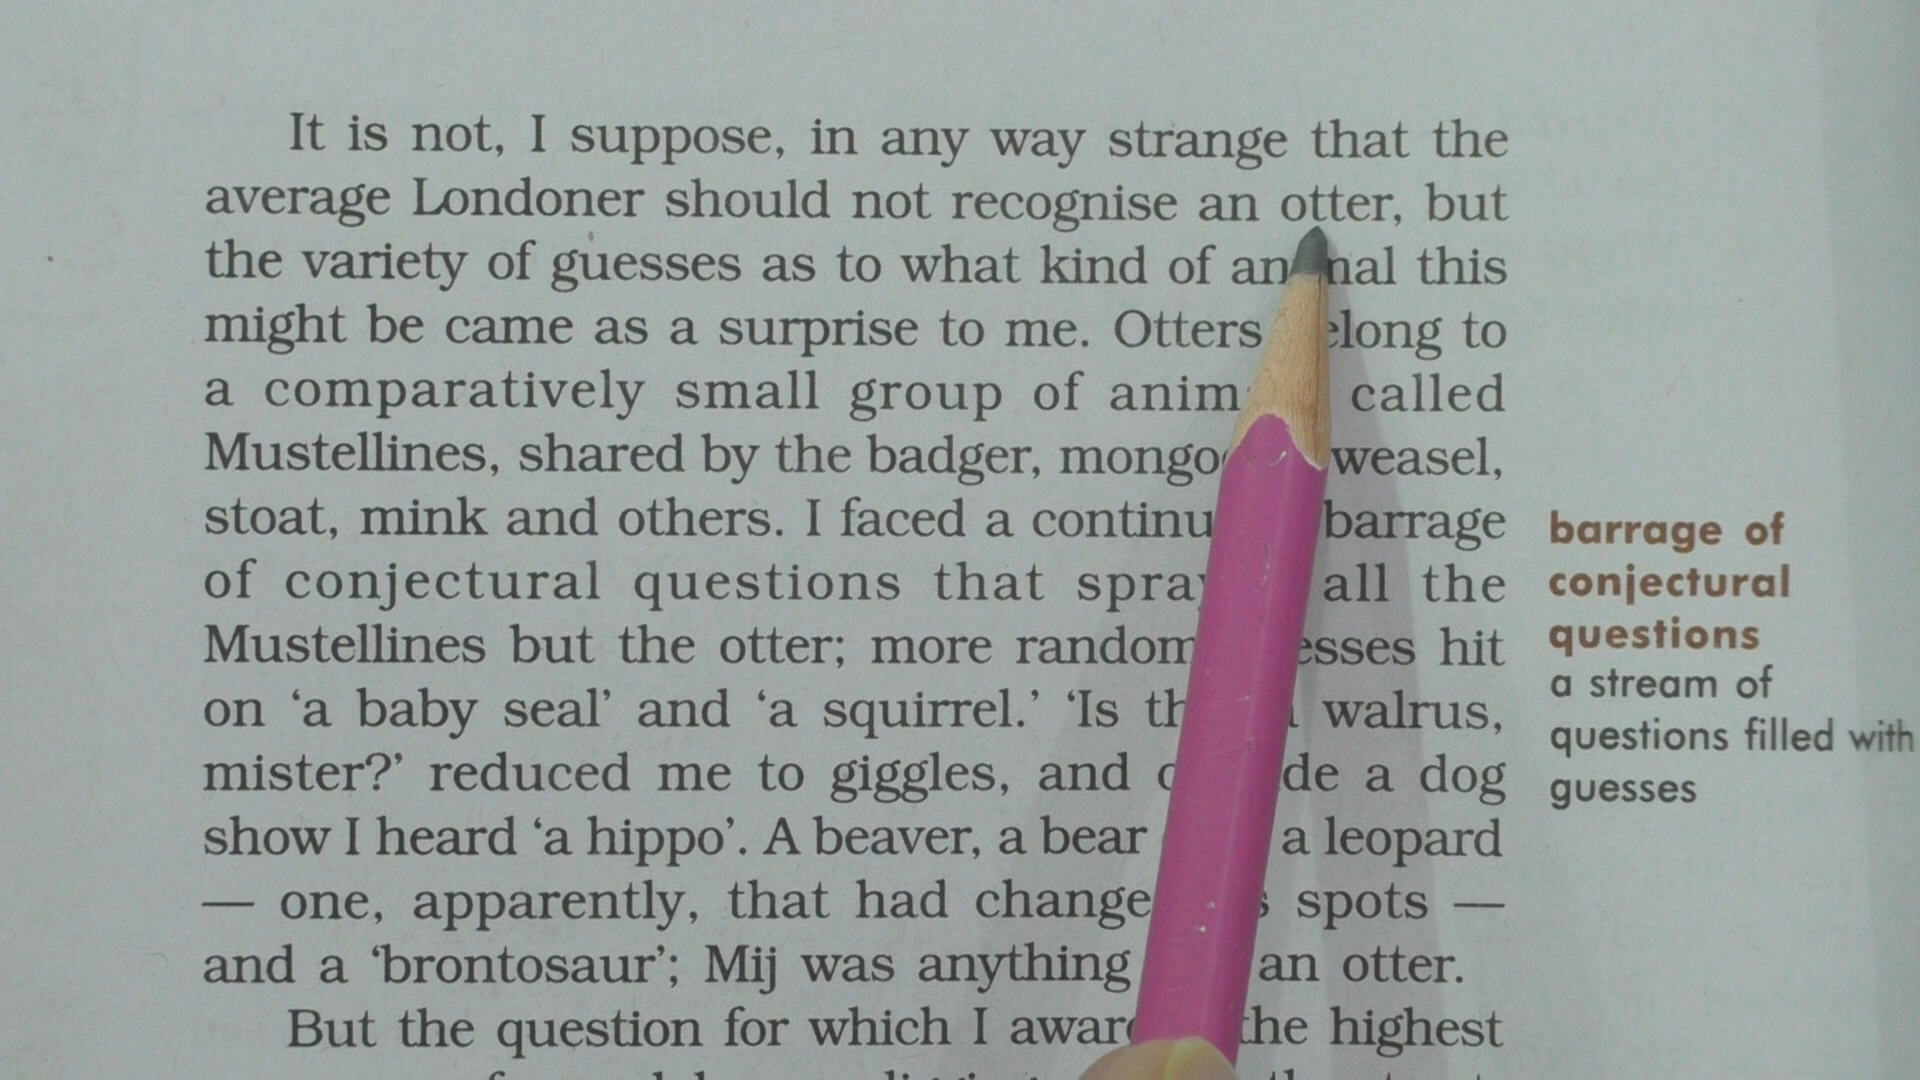 It is not, I suppose, in any way strange that the
average Londoner should not recognise an otter, but
the variety of guesses as to what kind of animal this
might be came as a surprise to me. Otters belong to
a comparatively small group of animals called
Mustellines, shared by the badger, mongoose, weasel,
stoat, mink and others. I faced a continuous barrage
of conjectural questions that sprayed all the
Mustellines but the otter; more random guesses hit
on ‘a baby seal’ and ‘a squirrel.’ ‘Is that a walrus,
mister?’ reduced me to giggles, and outside a dog
show I heard ‘a hippo’. A beaver, a bear a leopard
— one, apparently, that had changed its spots —
and a ‘brontosaur’; Mij was anything but an otter.
But the question for which I awarded the highest
barrage of
conjectural
questions
a stream of
questions filled with
guesses